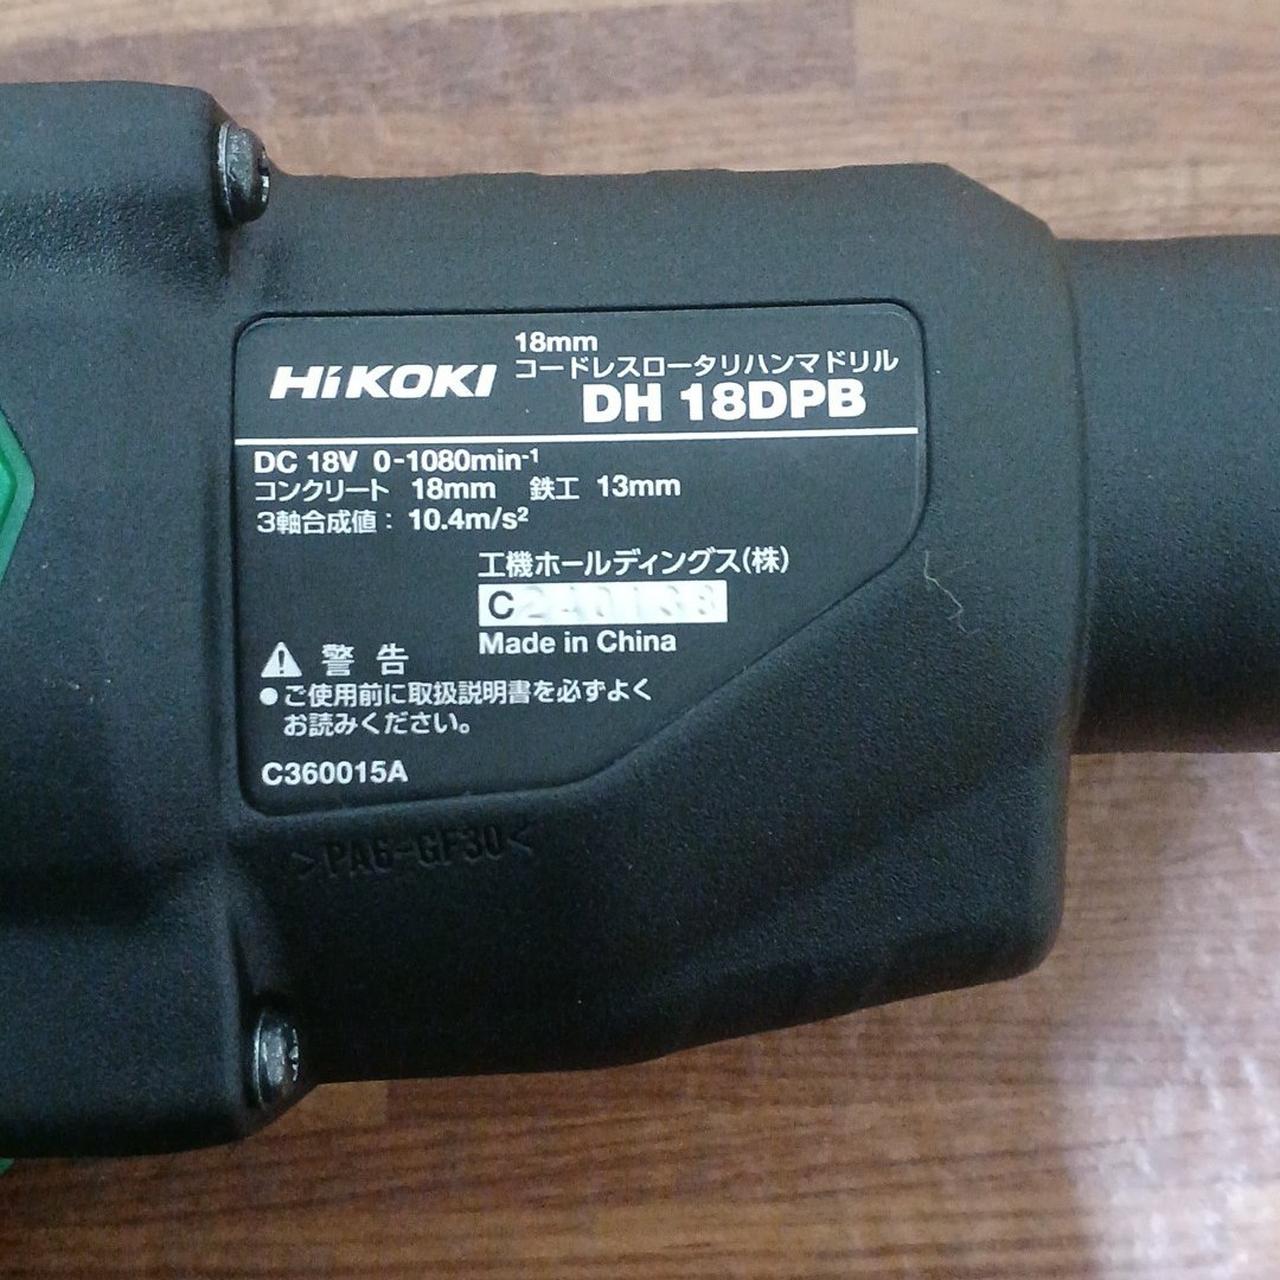 HiKOKI
18mm
コードレスロータリハンマドリル
DH 18DPB
DC 18V 0-1080min⁻¹
コンクリート 18mm 鉄工 13mm
3軸合成値： 10.4m/s²
工機ホールディングス(株)
C240138
Made in China
⚠ 警 告
●ご使用前に取扱説明書を必ずよく
お読みください。
C360015A
>PA6-GF30<